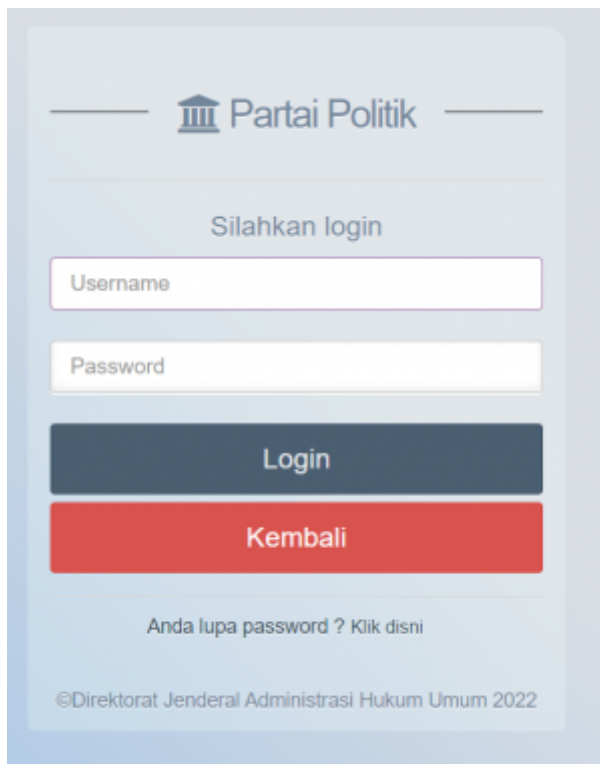 Partai Politik
Silahkan login
Username
Password
Login
Kembali
Anda lupa password ? Klik disni
©Direktorat Jenderal Administrasi Hukum Umum 2022